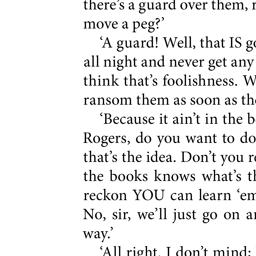 there's a guard over them, r
move a peg?'
'A guard! Well, that IS go
all night and never get any
think that's foolishness. W
ransom them as soon as the
'Because it ain't in the b
Rogers, do you want to do
that's the idea. Don't you r
the books knows what's th
reckon YOU can learn 'em
No, sir, we'll just go on an
way.'
'All right. I don't mind;